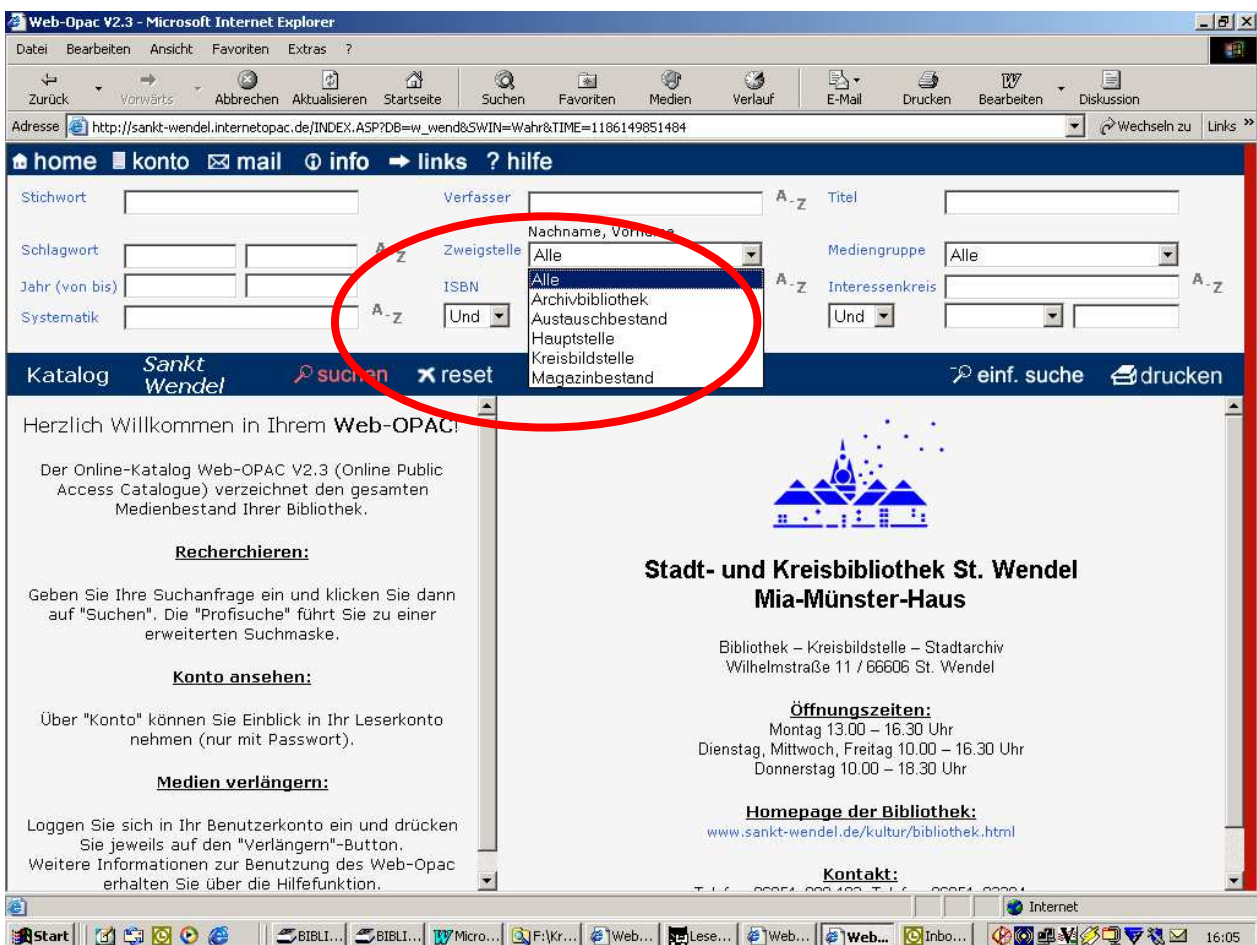 Web-Opac V2.3 - Microsoft Internet Explorer
Datei Bearbeiten Ansicht Favoriten Extras ?
Zurück Vorwärts Abbrechen Aktualisieren Startseite Suchen Favoriten Medien Verlauf E-Mail Drucken Bearbeiten Diskussion
Adresse http://sankt-wendel.internetopac.de/INDEX.ASP?DB=w_wend&SWIN=Wahr&TIME=1186149851484 Wechseln zu Links »
home konto mail info links ? hilfe
Stichwort Verfasser A-Z Titel
Nachname, Vorname
Schlagwort A-Z Zweigstelle Alle Mediengruppe Alle
Jahr (von bis) ISBN A-Z Interessenkreis A-Z
Systematik A-Z Und Und
Alle
Archivbibliothek
Austauschbestand
Hauptstelle
Kreisbildstelle
Magazinbestand
Katalog Sankt Wendel suchen reset einf. suche drucken
Herzlich Willkommen in Ihrem Web-OPAC!
Der Online-Katalog Web-OPAC V2.3 (Online Public
Access Catalogue) verzeichnet den gesamten
Medienbestand Ihrer Bibliothek.
Recherchieren:
Geben Sie Ihre Suchanfrage ein und klicken Sie dann
auf "Suchen". Die "Profisuche" führt Sie zu einer
erweiterten Suchmaske.
Konto ansehen:
Über "Konto" können Sie Einblick in Ihr Leserkonto
nehmen (nur mit Passwort).
Medien verlängern:
Loggen Sie sich in Ihr Benutzerkonto ein und drücken
Sie jeweils auf den "Verlängern"-Button.
Weitere Informationen zur Benutzung des Web-Opac
erhalten Sie über die Hilfefunktion.
Stadt- und Kreisbibliothek St. Wendel
Mia-Münster-Haus
Bibliothek – Kreisbildstelle – Stadtarchiv
Wilhelmstraße 11 / 66606 St. Wendel
Öffnungszeiten:
Montag 13.00 – 16.30 Uhr
Dienstag, Mittwoch, Freitag 10.00 – 16.30 Uhr
Donnerstag 10.00 – 18.30 Uhr
Homepage der Bibliothek:
www.sankt-wendel.de/kultur/bibliothek.html
Kontakt:
Internet
Start BIBLI... BIBLI... Micro... F:\Kr... Web... Lese... Web... Web... Inbo... 16:05